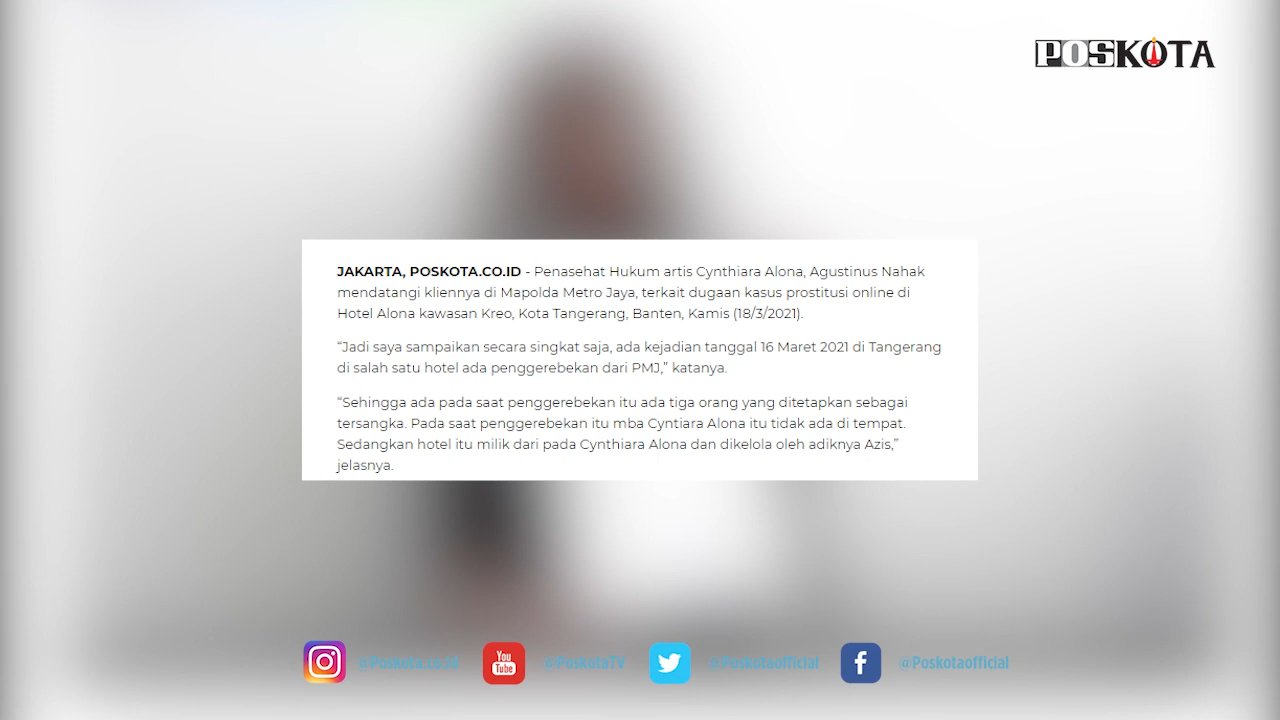 POSKOTA
JAKARTA, POSKOTA.CO.ID - Penasehat Hukum artis Cynthiara Alona, Agustinus Nahak
mendatangi kliennya di Mapolda Metro Jaya, terkait dugaan kasus prostitusi online di
Hotel Alona kawasan Kreo, Kota Tangerang, Banten, Kamis (18/3/2021).
“Jadi saya sampaikan secara singkat saja, ada kejadian tanggal 16 Maret 2021 di Tangerang
di salah satu hotel ada penggerebekan dari PMJ,” katanya.
“Sehingga ada pada saat penggerebekan itu ada tiga orang yang ditetapkan sebagai
tersangka. Pada saat penggerebekan itu mba Cyntiara Alona itu tidak ada di tempat.
Sedangkan hotel itu milik dari pada Cynthiara Alona dan dikelola oleh adiknya Azis,”
jelasnya.
@Poskota.co.id You Tube @PoskotaTV @Poskotaofficial f @Poskotaofficial